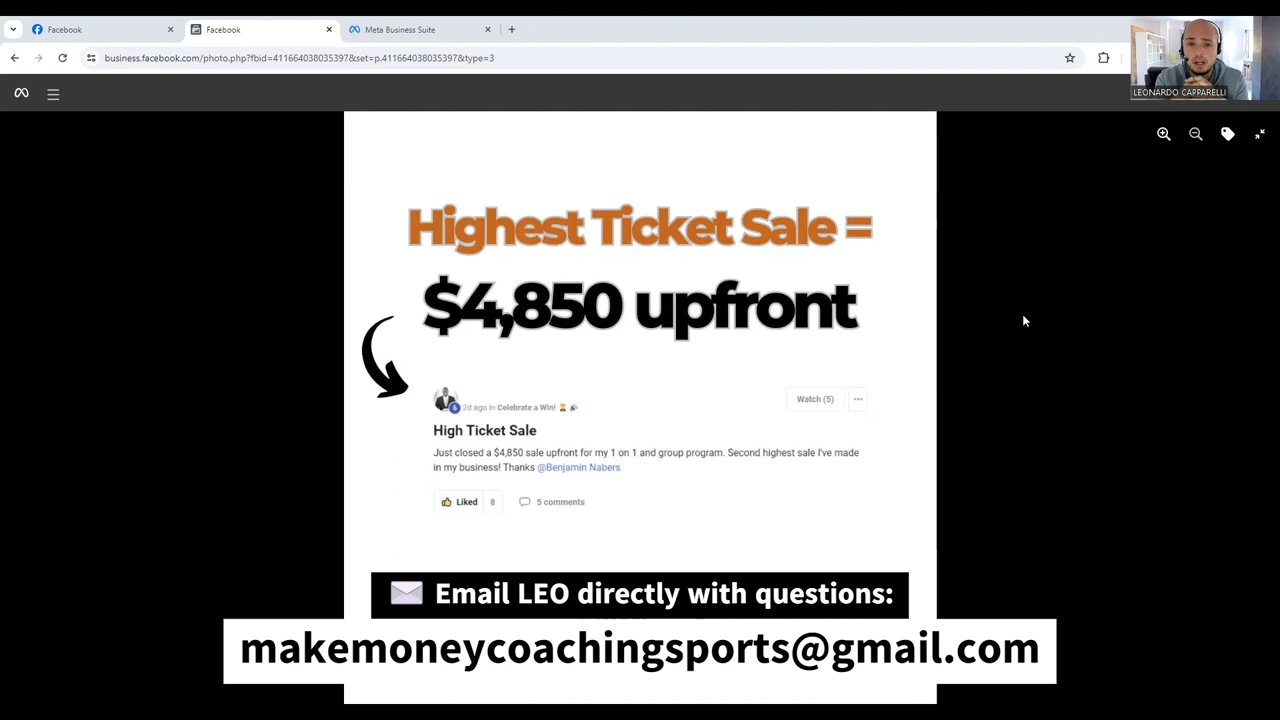 Facebook
Facebook
Meta Business Suite
business.facebook.com/photo.php?fbid=411664038035397&set=p.411664038035397&type=3
LEONARDO CAPPARELLI
Highest Ticket Sale =
$4,850 upfront
6
2d ago in Celebrate a Win! 🏆 🎉
Watch (5)
High Ticket Sale
Just closed a $4,850 sale upfront for my 1 on 1 and group program. Second highest sale I've made
in my business! Thanks @Benjamin Nabers
Liked 8 5 comments
Email LEO directly with questions:
makemoneycoachingsports@gmail.com